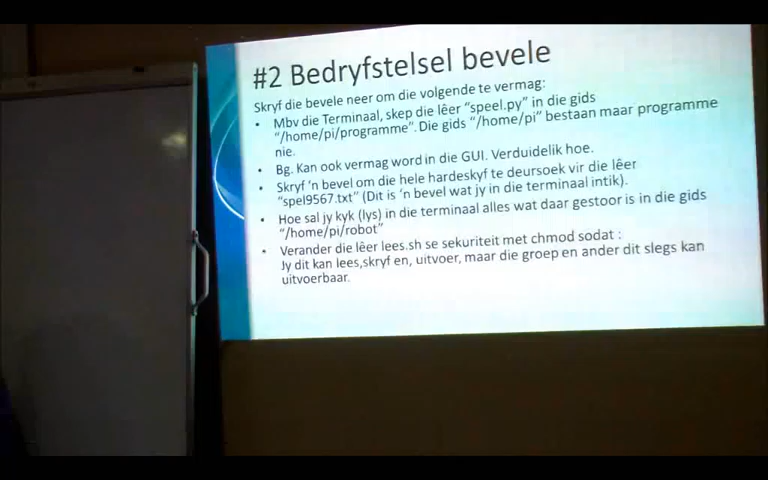 #2 Bedryfstelsel bevele
Skryf die bevele neer om die volgende te vermag:
• Mbv die Terminaal, skep die lêer “speel.py” in die gids
“/home/pi/programme”. Die gids “/home/pi” bestaan maar programme
nie.
• Bg. Kan ook vermag word in die GUI. Verduidelik hoe.
• Skryf ‘n bevel om die hele hardeskyf te deursoek vir die lêer
“spel9567.txt” (Dit is ‘n bevel wat jy in die terminaal intik).
• Hoe sal jy kyk (lys) in die terminaal alles wat daar gestoor is in die gids
“/home/pi/robot”
• Verander die lêer lees.sh se sekuriteit met chmod sodat :
Jy dit kan lees,skryf en, uitvoer, maar die groep en ander dit slegs kan
uitvoerbaar.